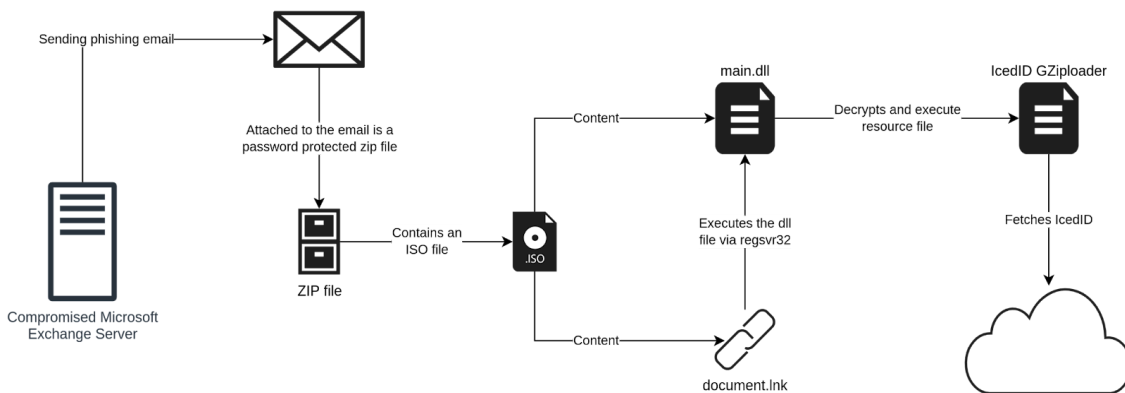 Sending phishing email
Attached to the email is a
password protected zip file
Compromised Microsoft
Exchange Server
ZIP file
Contains an
ISO file
.ISO
Content
Content
main.dll
Executes the dll
file via regsvr32
document.lnk
Decrypts and execute
resource file
IcedID GZiploader
Fetches IcedID